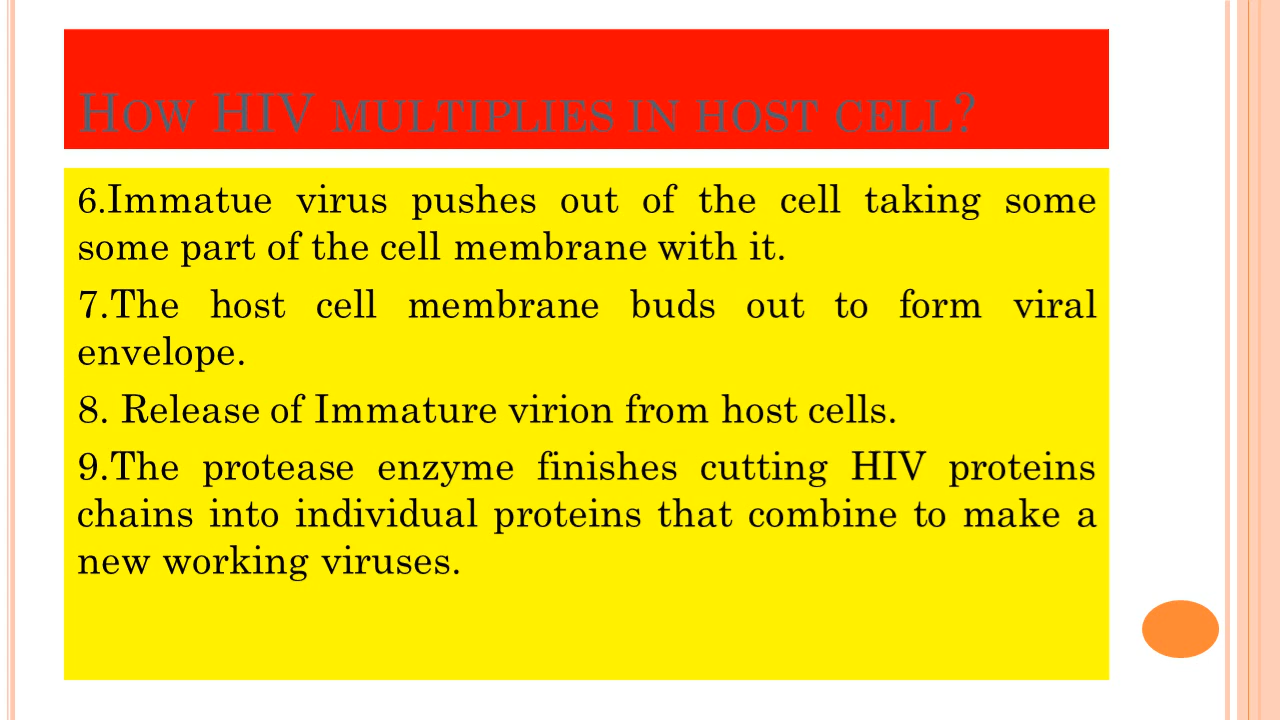 How HIV multiplies in host cell?
6.Immatue virus pushes out of the cell taking some
some part of the cell membrane with it.
7.The host cell membrane buds out to form viral
envelope.
8. Release of Immature virion from host cells.
9.The protease enzyme finishes cutting HIV proteins
chains into individual proteins that combine to make a
new working viruses.